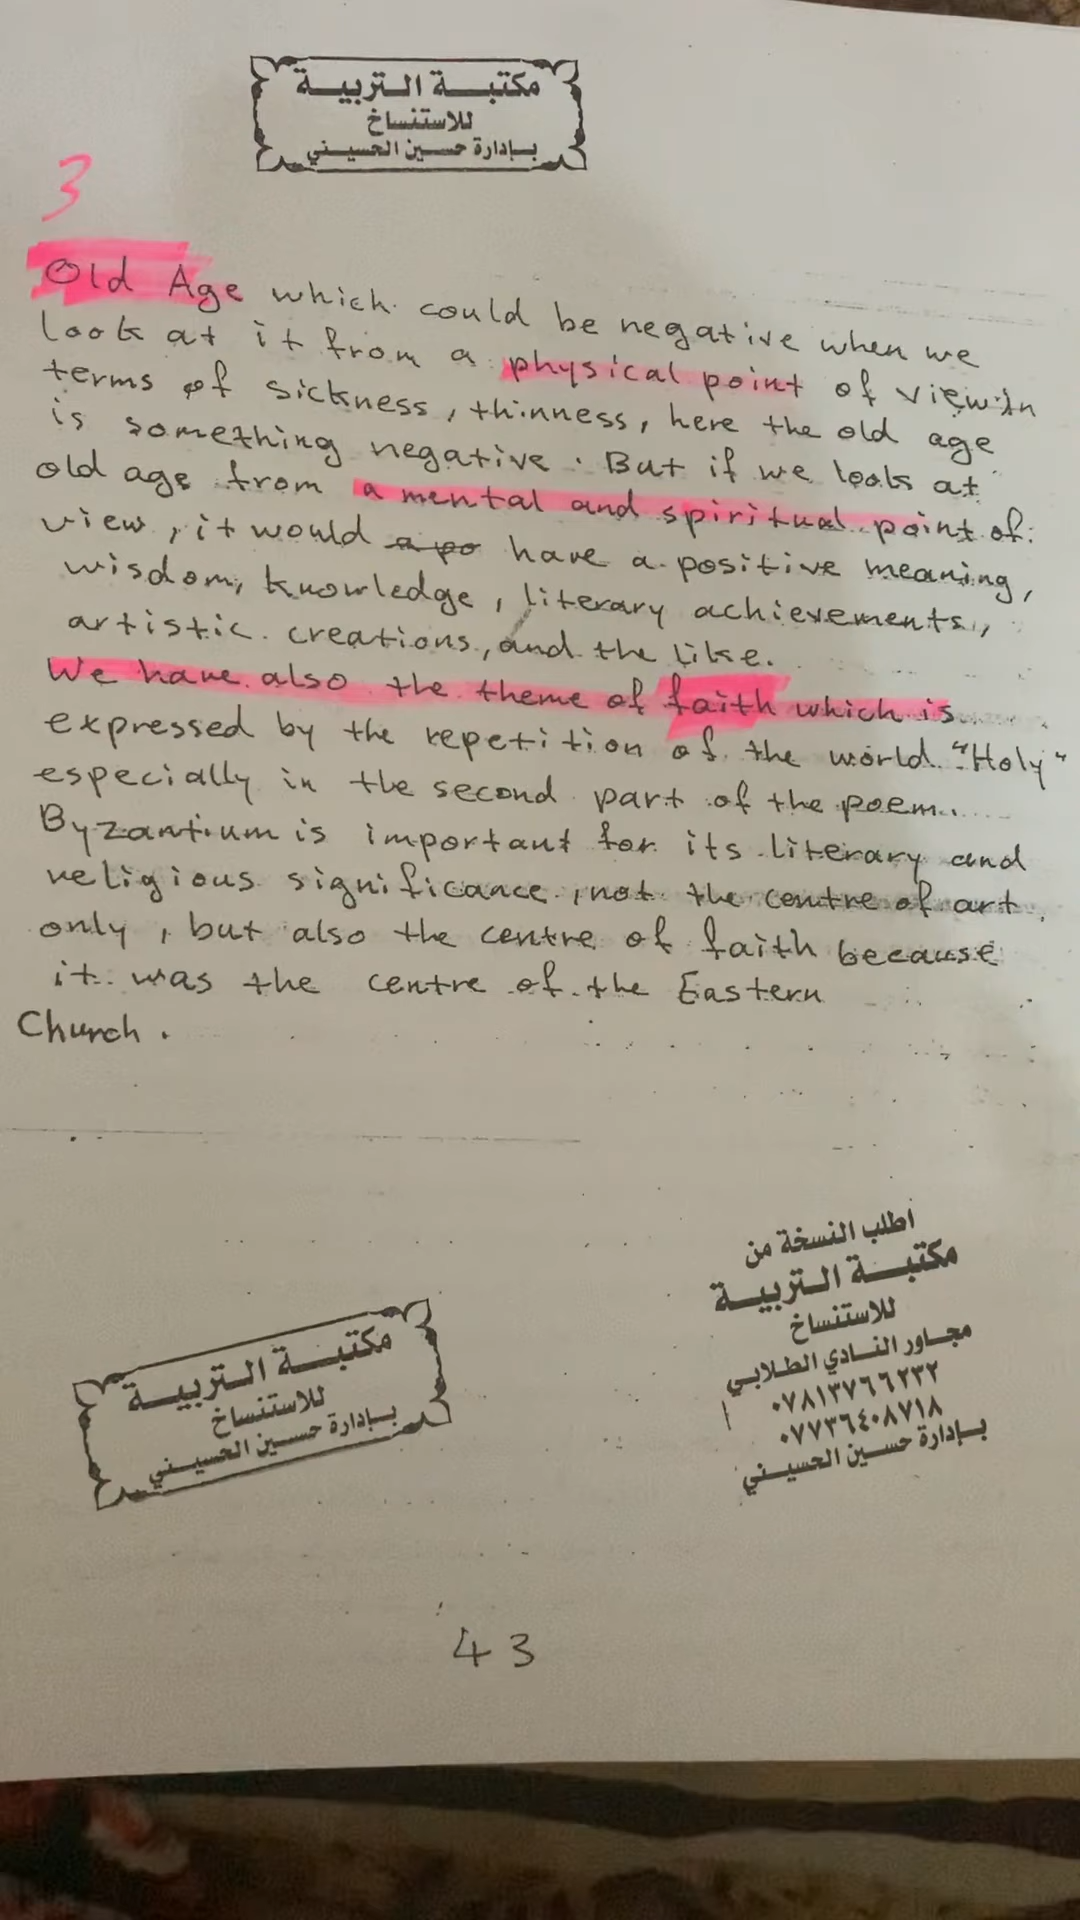 مكتبة التربية
للاستنساخ
بإدارة حسين الحسيني
3
Old Age which could be negative when we
look at it from a physical point of view in
terms of sickness, thinness, here the old age
is something negative. But if we look at
old age from a mental and spiritual point of
view, it would a po have a positive meaning,
wisdom, knowledge, literary achievements,
artistic creations, and the like.
We have also the theme of faith which is
expressed by the repetition of the world "Holy"
especially in the second part of the poem.
Byzantium is important for its literary and
religious significance, not the centre of art
only, but also the centre of faith because
it was the centre of the Eastern
Church.
اطلب النسخة من
مكتبة التربية
للاستنساخ
مجاور النادي الطلابي
٠٧٨١٣٧٦٦٢٣٢
٠٧٧٣٦٤٠٨٧١٨
بإدارة حسين الحسيني
مكتبة التربية
للاستنساخ
بإدارة حسين الحسيني
43